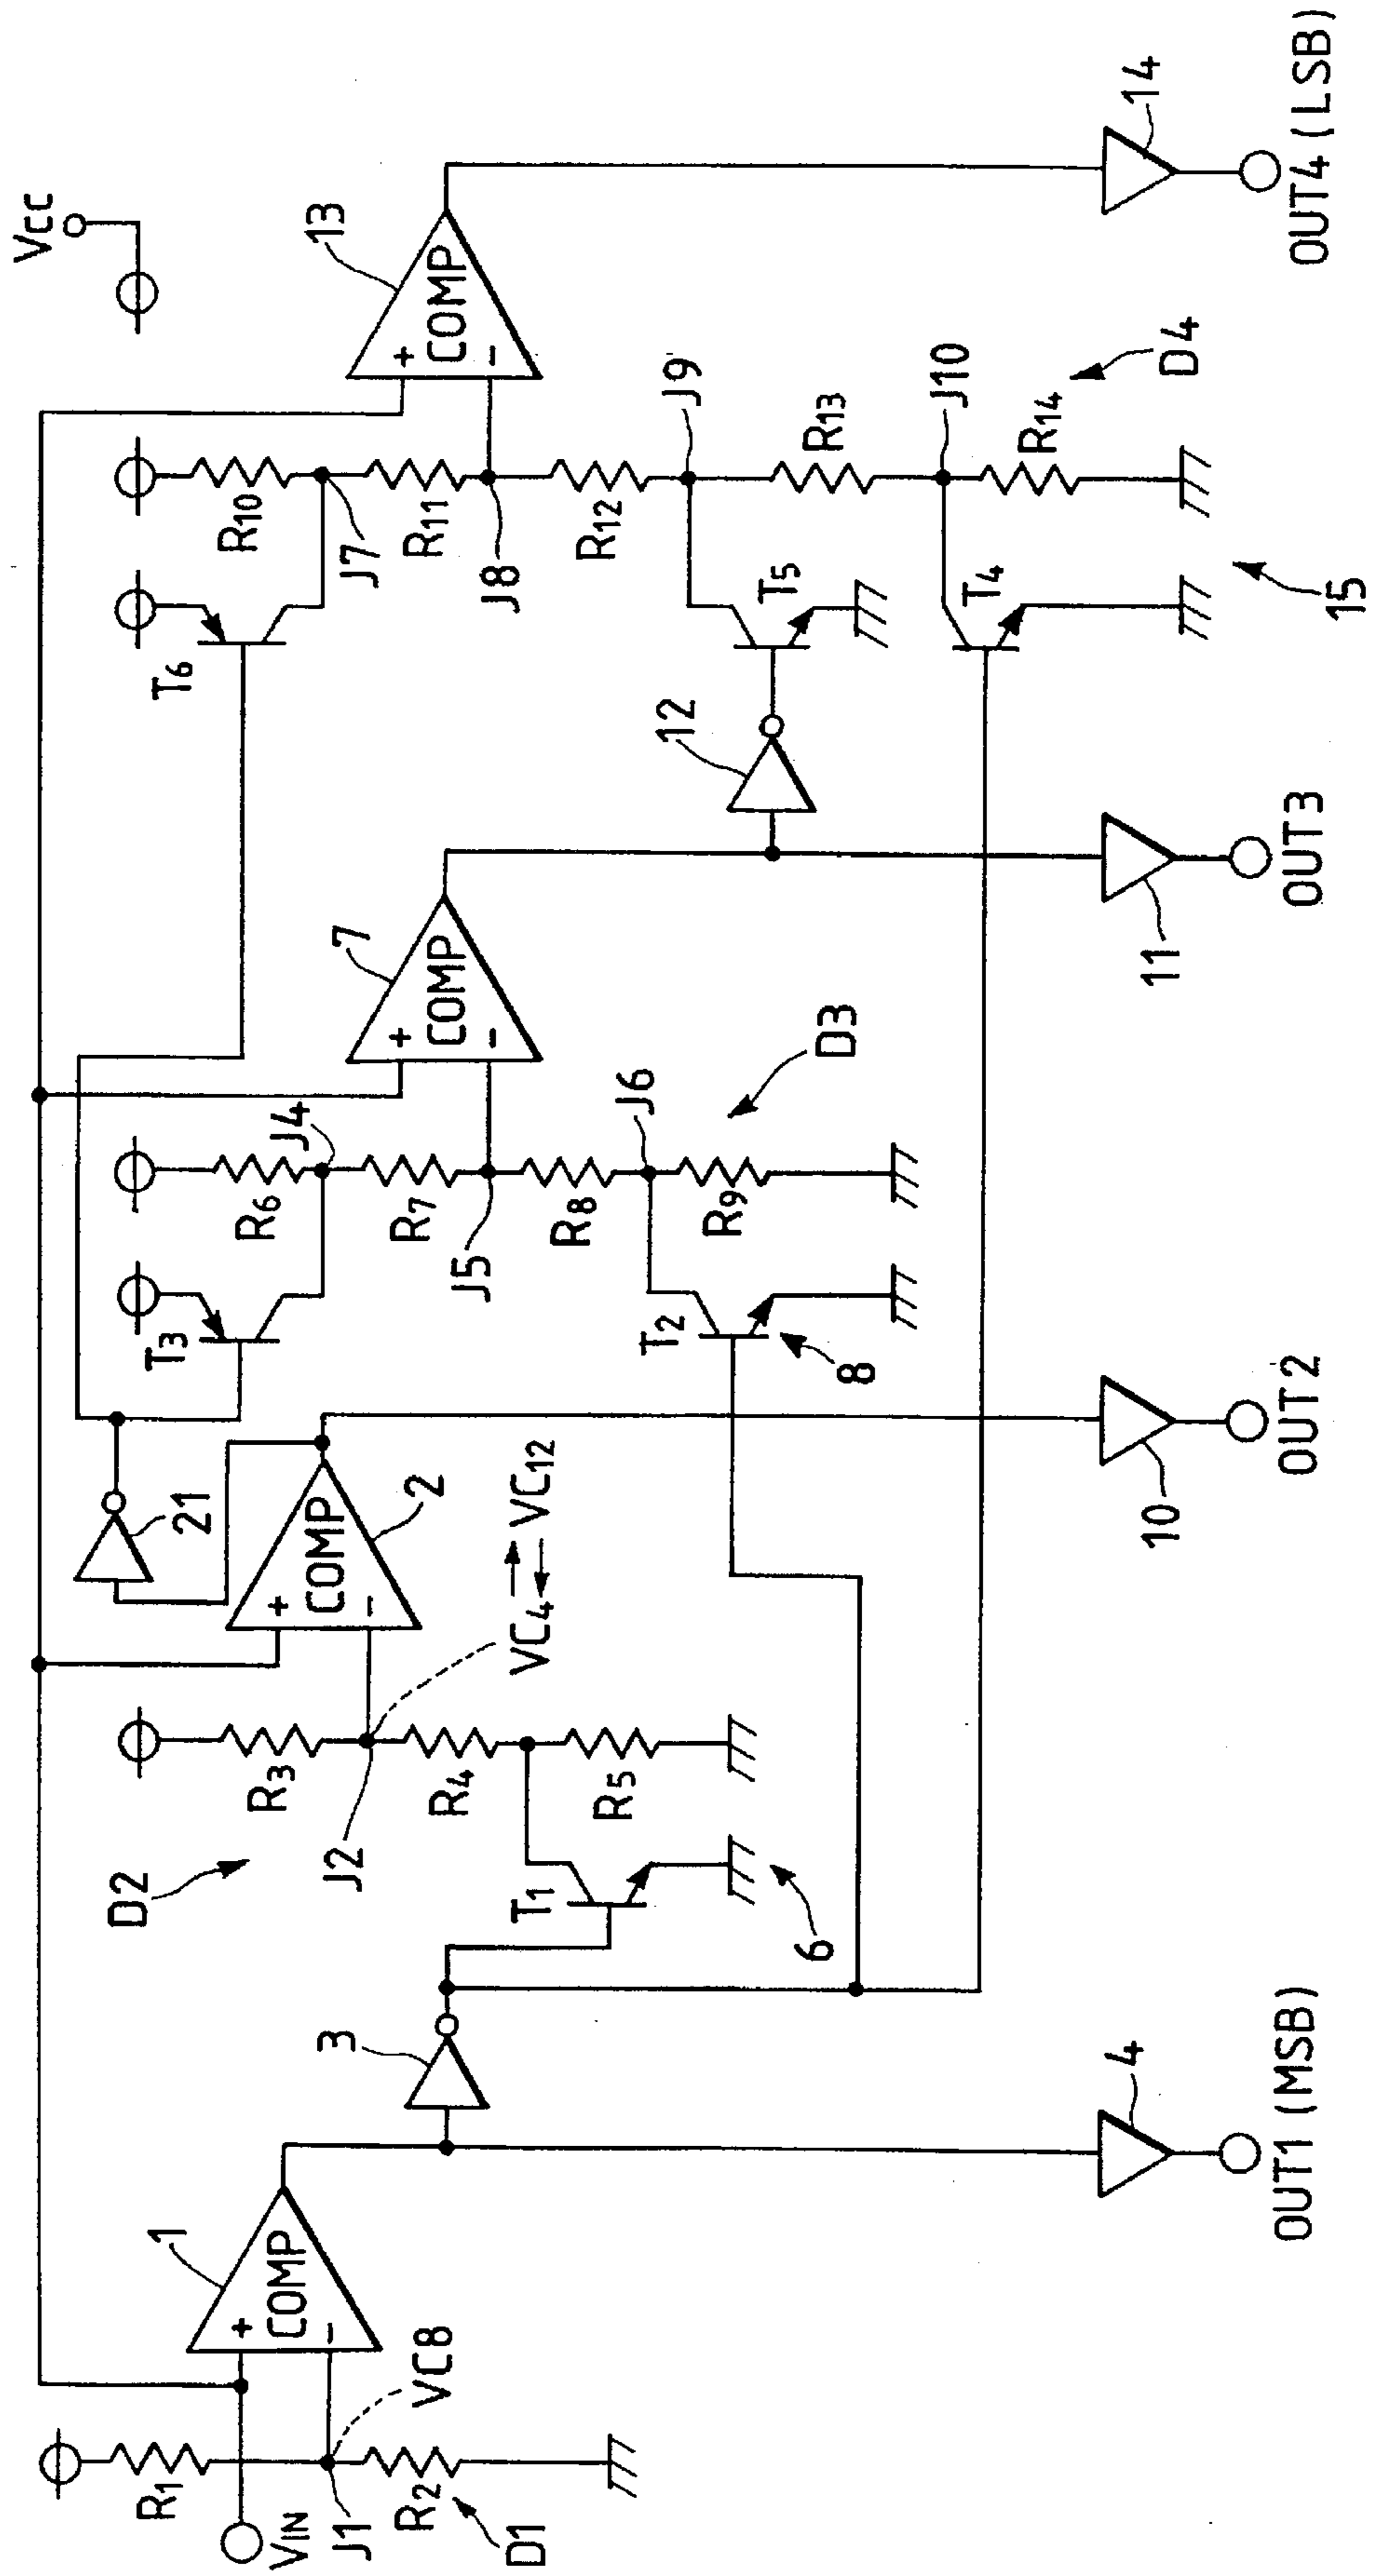 VCC
VIN
R1
J1
R2
D1
VC8
1
+
COMP
−
3
4
OUT1 (MSB)
D2
R3
J2
R4
R5
T1
6
VC4
VC12
+
COMP
−
2
21
10
OUT2
T3
R6
J4
R7
J5
R8
J6
R9
T2
8
D3
7
+
COMP
−
12
11
OUT3
T6
R10
J7
R11
J8
R12
J9
T5
R13
J10
T4
R14
D4
15
13
+
COMP
−
14
OUT4 (LSB)